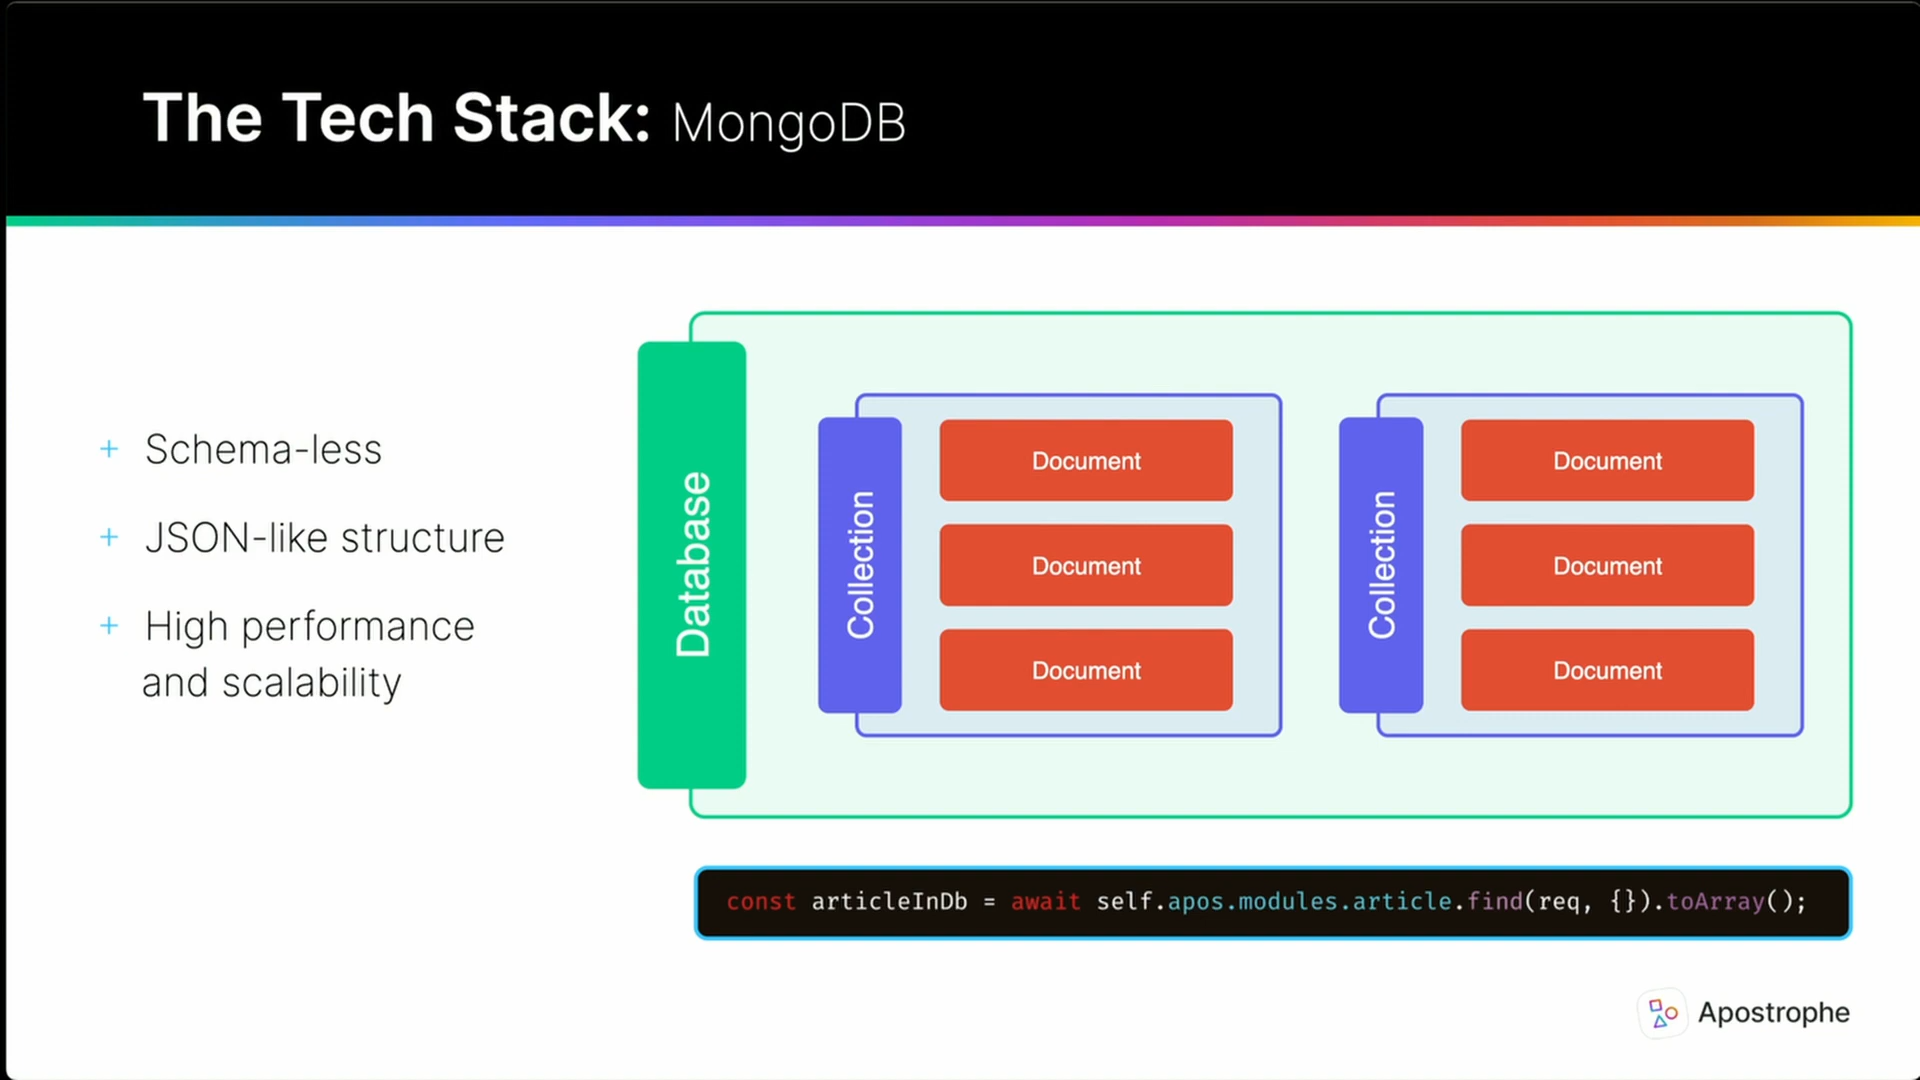 The Tech Stack: MongoDB
+ Schema-less
+ JSON-like structure
+ High performance
and scalability
Database
Collection
Document
Document
Document
Collection
Document
Document
Document
const articleInDb = await self.apos.modules.article.find(req, {}).toArray();
Apostrophe